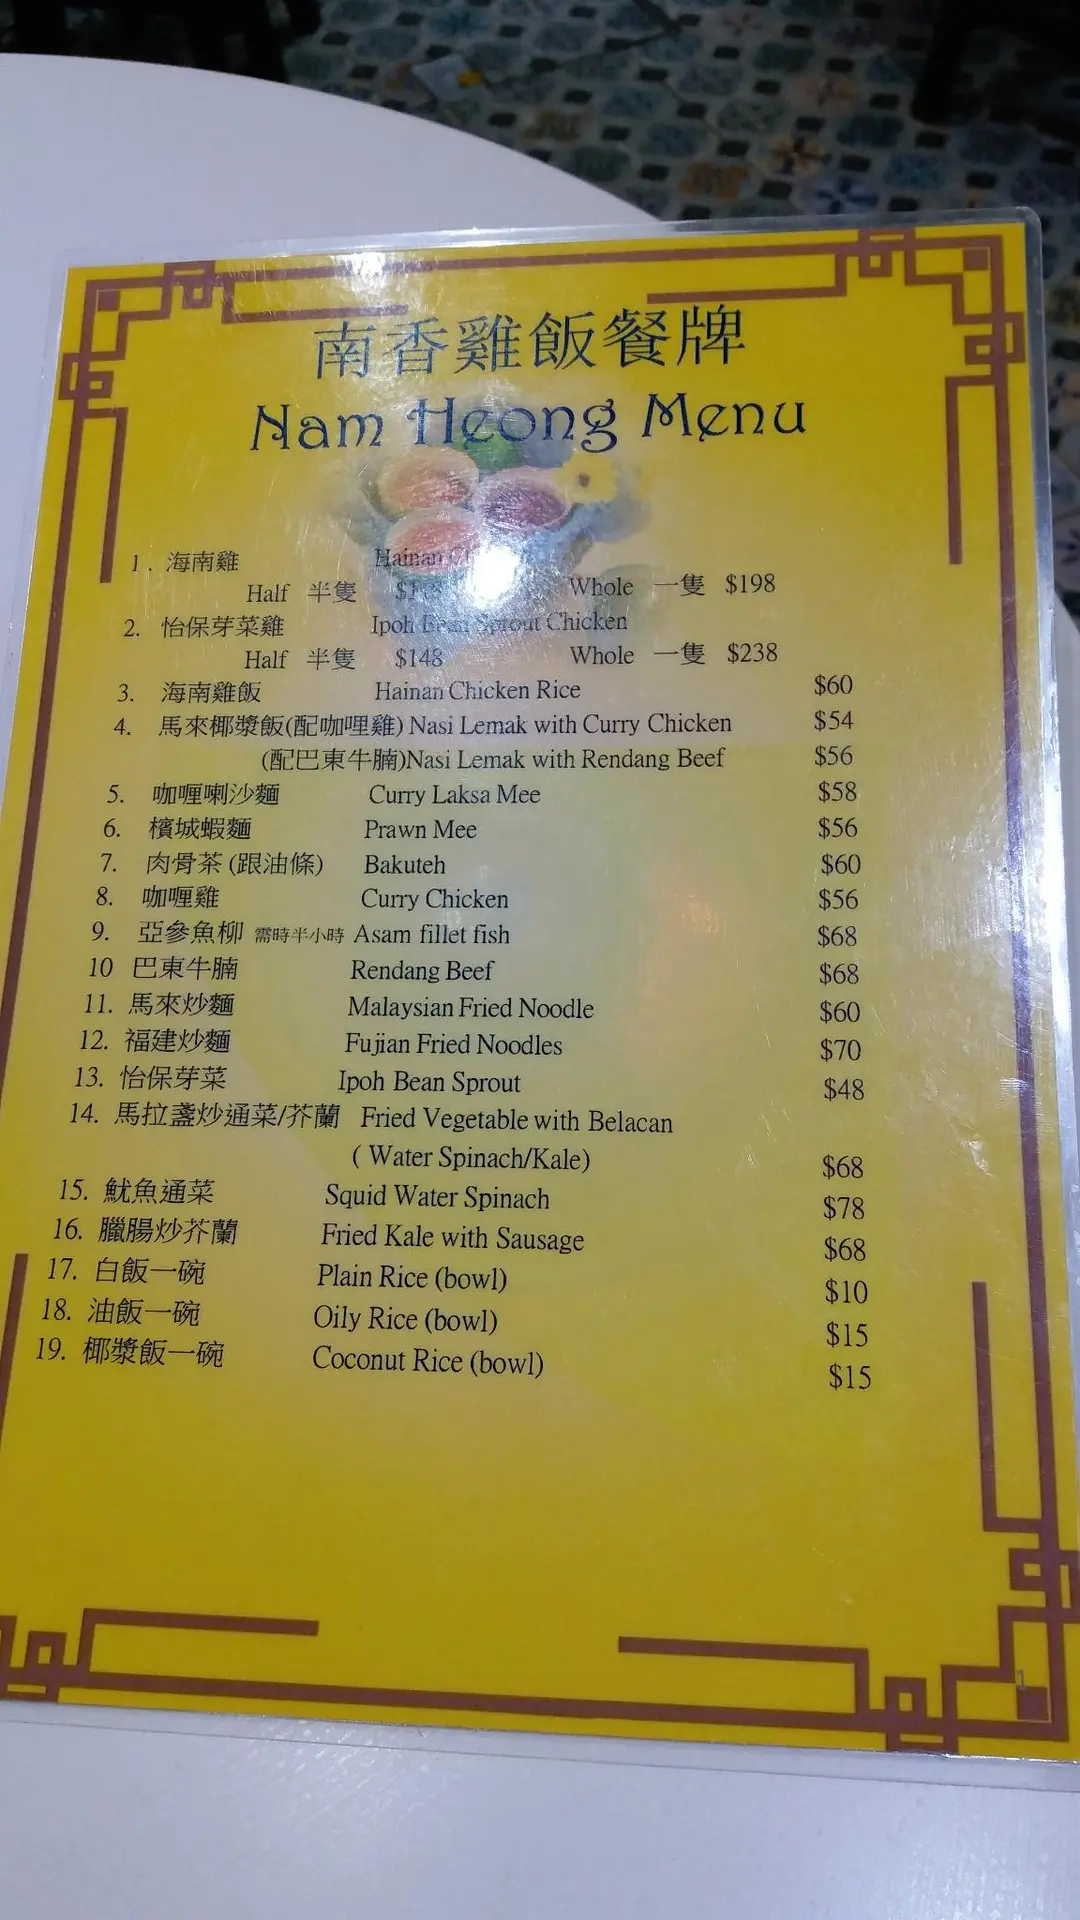 南香雞飯餐牌
Nam Heong Menu
1 . 海南雞 Hainan
Half 半隻 Whole 一隻 $198
2. 怡保芽菜雞 Ipoh Bean Sprout Chicken
Half 半隻 $148 Whole 一隻 $238
3. 海南雞飯 Hainan Chicken Rice $60
4. 馬來椰漿飯(配咖哩雞) Nasi Lemak with Curry Chicken $54
(配巴東牛腩)Nasi Lemak with Rendang Beef $56
5. 咖喱喇沙麵 Curry Laksa Mee $58
6. 檳城蝦麵 Prawn Mee $56
7. 肉骨茶 (跟油條) Bakuteh $60
8. 咖喱雞 Curry Chicken $56
9. 亞參魚柳 需時半小時 Asam fillet fish $68
10 巴東牛腩 Rendang Beef $68
11. 馬來炒麵 Malaysian Fried Noodle $60
12. 福建炒麵 Fujian Fried Noodles $70
13. 怡保芽菜 Ipoh Bean Sprout $48
14. 馬拉盞炒通菜/芥蘭 Fried Vegetable with Belacan
( Water Spinach/Kale) $68
15. 魷魚通菜 Squid Water Spinach $78
16. 臘腸炒芥蘭 Fried Kale with Sausage $68
17. 白飯一碗 Plain Rice (bowl) $10
18. 油飯一碗 Oily Rice (bowl) $15
19. 椰漿飯一碗 Coconut Rice (bowl) $15
1